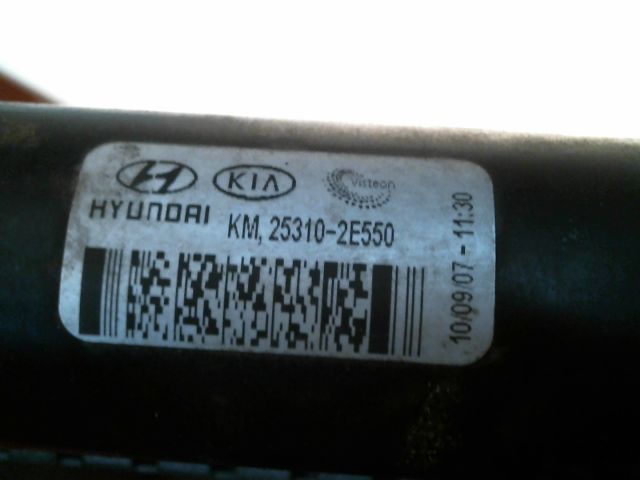 HYUNDAI
KIA
Visteon
KM, 25310-2E550
10/09/07 - 11:30